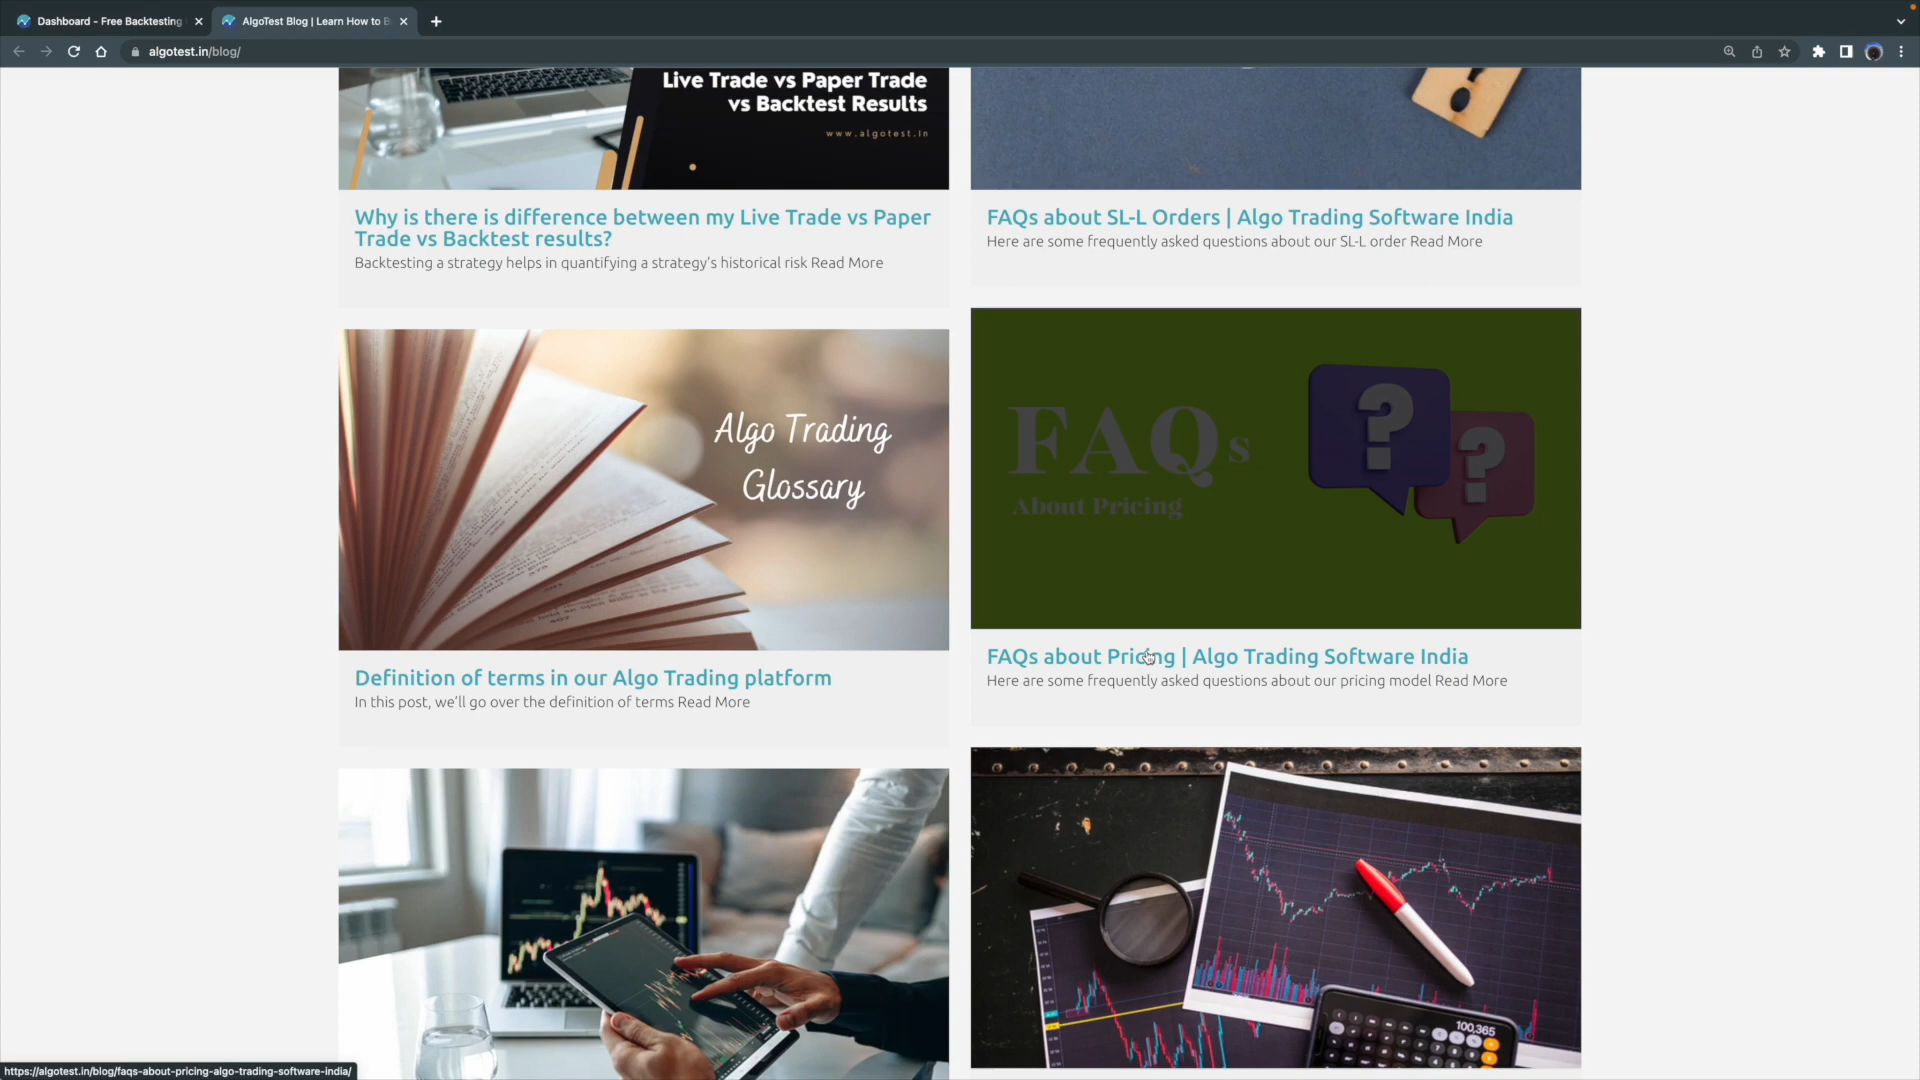 Dashboard - Free Backtesting
AlgoTest Blog | Learn How to B
algotest.in/blog/
Live Trade vs Paper Trade
vs Backtest Results
www.algotest.in
Why is there is difference between my Live Trade vs Paper
Trade vs Backtest results?
Backtesting a strategy helps in quantifying a strategy's historical risk Read More
FAQs about SL-L Orders | Algo Trading Software India
Here are some frequently asked questions about our SL-L order Read More
Algo Trading
Glossary
Definition of terms in our Algo Trading platform
In this post, we'll go over the definition of terms Read More
FAQs
About Pricing
? ?
FAQs about Pricing | Algo Trading Software India
Here are some frequently asked questions about our pricing model Read More
100,365
https://algotest.in/blog/faqs-about-pricing-algo-trading-software-india/